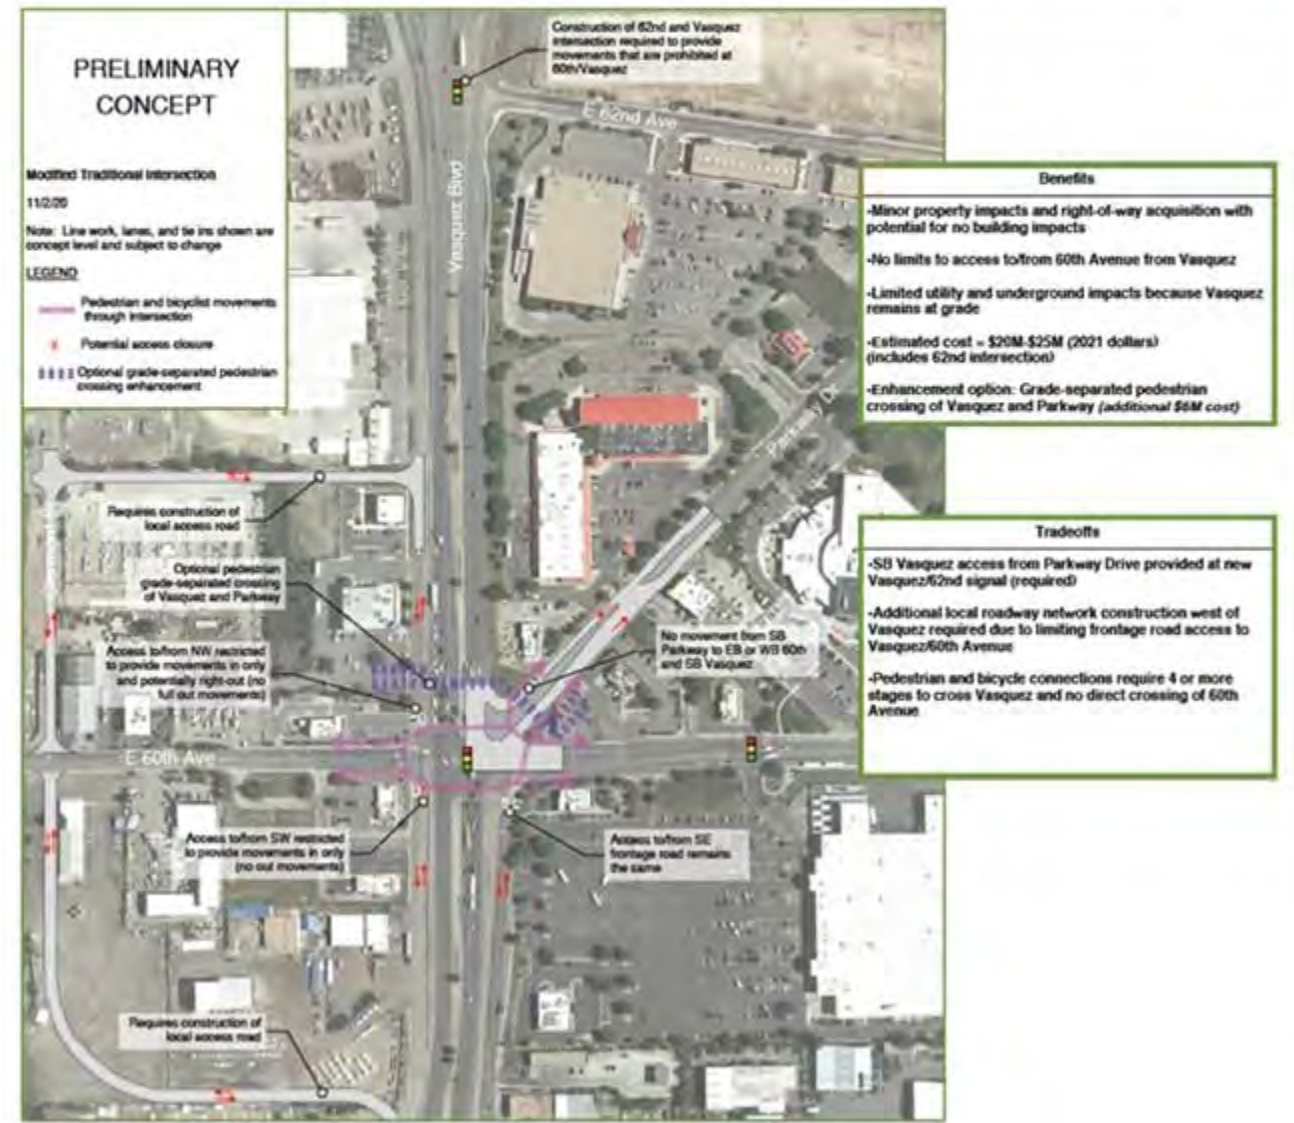 PRELIMINARY
CONCEPT
Modified Traditional Intersection
11/2/20
Note: Line work, lanes, and tie ins shown are
concept level and subject to change
LEGEND
Pedestrian and bicyclist movements
through intersection
Potential access closure
Optional grade-separated pedestrian
crossing enhancement
Construction of 62nd and Vasquez
intersection required to provide
movements that are prohibited at
60th/Vasquez
E 62nd Ave
Vasquez Blvd
Parkway Dr
Requires construction of
local access road
Optional pedestrian
grade-separated crossing
of Vasquez and Parkway
Access to/from NW restricted
to provide movements in only
and potentially right-out (no
full out movements)
No movement from SB
Parkway to EB or WB 60th
and SB Vasquez
E 60th Ave
Access to/from SW restricted
to provide movements in only
(no out movements)
Access to/from SE
frontage road remains
the same
Requires construction of
local access road
Benefits
-Minor property impacts and right-of-way acquisition with
potential for no building impacts
-No limits to access to/from 60th Avenue from Vasquez
-Limited utility and underground impacts because Vasquez
remains at grade
-Estimated cost = $20M-$25M (2021 dollars)
(includes 62nd intersection)
-Enhancement option: Grade-separated pedestrian
crossing of Vasquez and Parkway (additional $6M cost)
Tradeoffs
-SB Vasquez access from Parkway Drive provided at new
Vasquez/62nd signal (required)
-Additional local roadway network construction west of
Vasquez required due to limiting frontage road access to
Vasquez/60th Avenue
-Pedestrian and bicycle connections require 4 or more
stages to cross Vasquez and no direct crossing of 60th
Avenue